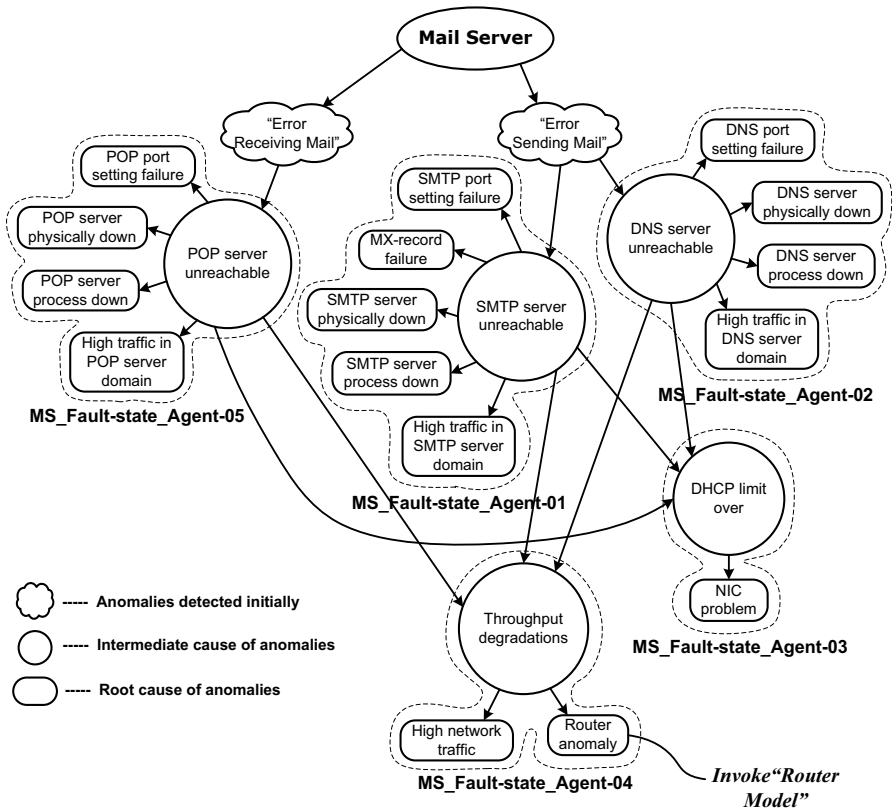 Mail Server
“Error
Receiving Mail”
“Error
Sending Mail”
POP port
setting failure
POP server
physically down
POP server
process down
High traffic in
POP server
domain
POP server
unreachable
MS_Fault-state_Agent-05
SMTP port
setting failure
MX-record
failure
SMTP server
physically down
SMTP server
process down
High traffic in
SMTP server
domain
SMTP server
unreachable
MS_Fault-state_Agent-01
DNS port
setting failure
DNS server
physically down
DNS server
process down
High traffic in
DNS server
domain
DNS server
unreachable
MS_Fault-state_Agent-02
DHCP limit
over
NIC
problem
MS_Fault-state_Agent-03
Throughput
degradations
High network
traffic
Router
anomaly
MS_Fault-state_Agent-04
Invoke“Router
Model”
----- Anomalies detected initially
----- Intermediate cause of anomalies
----- Root cause of anomalies